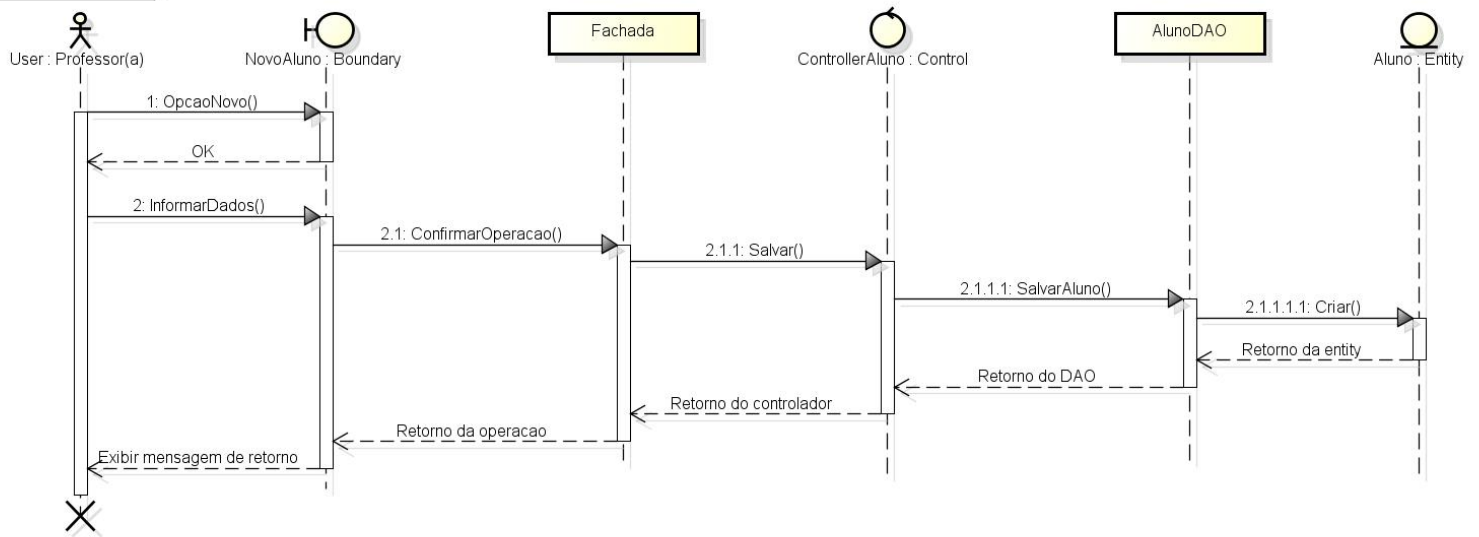 User : Professor(a)
NovoAluno : Boundary
Fachada
ControllerAluno : Control
AlunoDAO
Aluno : Entity
1: OpcaoNovo()
OK
2: InformarDados()
2.1: ConfirmarOperacao()
2.1.1: Salvar()
2.1.1.1: SalvarAluno()
2.1.1.1.1: Criar()
Retorno da entity
Retorno do DAO
Retorno do controlador
Retorno da operacao
Exibir mensagem de retorno